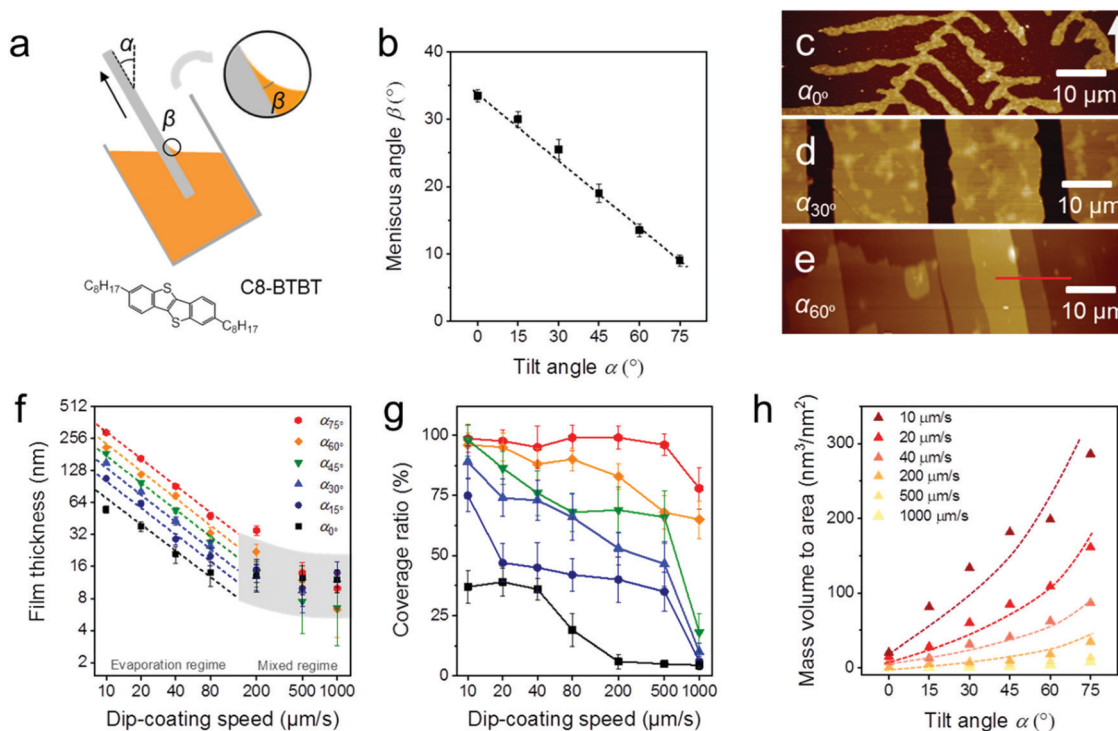 a
α
β
β
C8-BTBT
C₈H₁₇
S
S
C₈H₁₇
b
Meniscus angle β (°)
40
30
20
10
0
0 15 30 45 60 75
Tilt angle α (°)
c
α0°
10 µm
d
α30°
10 µm
e
α60°
10 µm
f
Film thickness (nm)
512
256
128
64
32
16
8
4
2
α75°
α60°
α45°
α30°
α15°
α0°
Evaporation regime Mixed regime
10 20 40 80 200 500 1000
Dip-coating speed (µm/s)
g
Coverage ratio (%)
100
75
50
25
0
10 20 40 80 200 500 1000
Dip-coating speed (µm/s)
h
Mass volume to area (nm³/nm²)
300
200
100
0
10 µm/s
20 µm/s
40 µm/s
200 µm/s
500 µm/s
1000 µm/s
0 15 30 45 60 75
Tilt angle α (°)